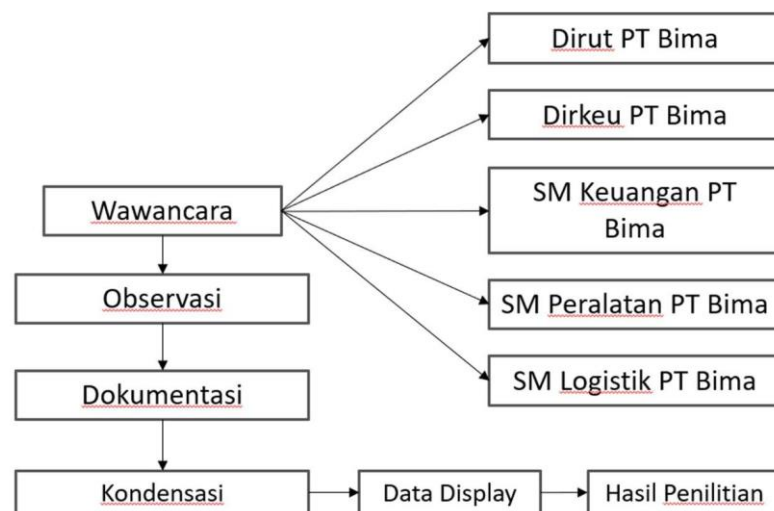 Dirut PT Bima
Dirkeu PT Bima
SM Keuangan PT
Bima
SM Peralatan PT Bima
SM Logistik PT Bima
Wawancara
Observasi
Dokumentasi
Kondensasi
Data Display
Hasil Penilitian